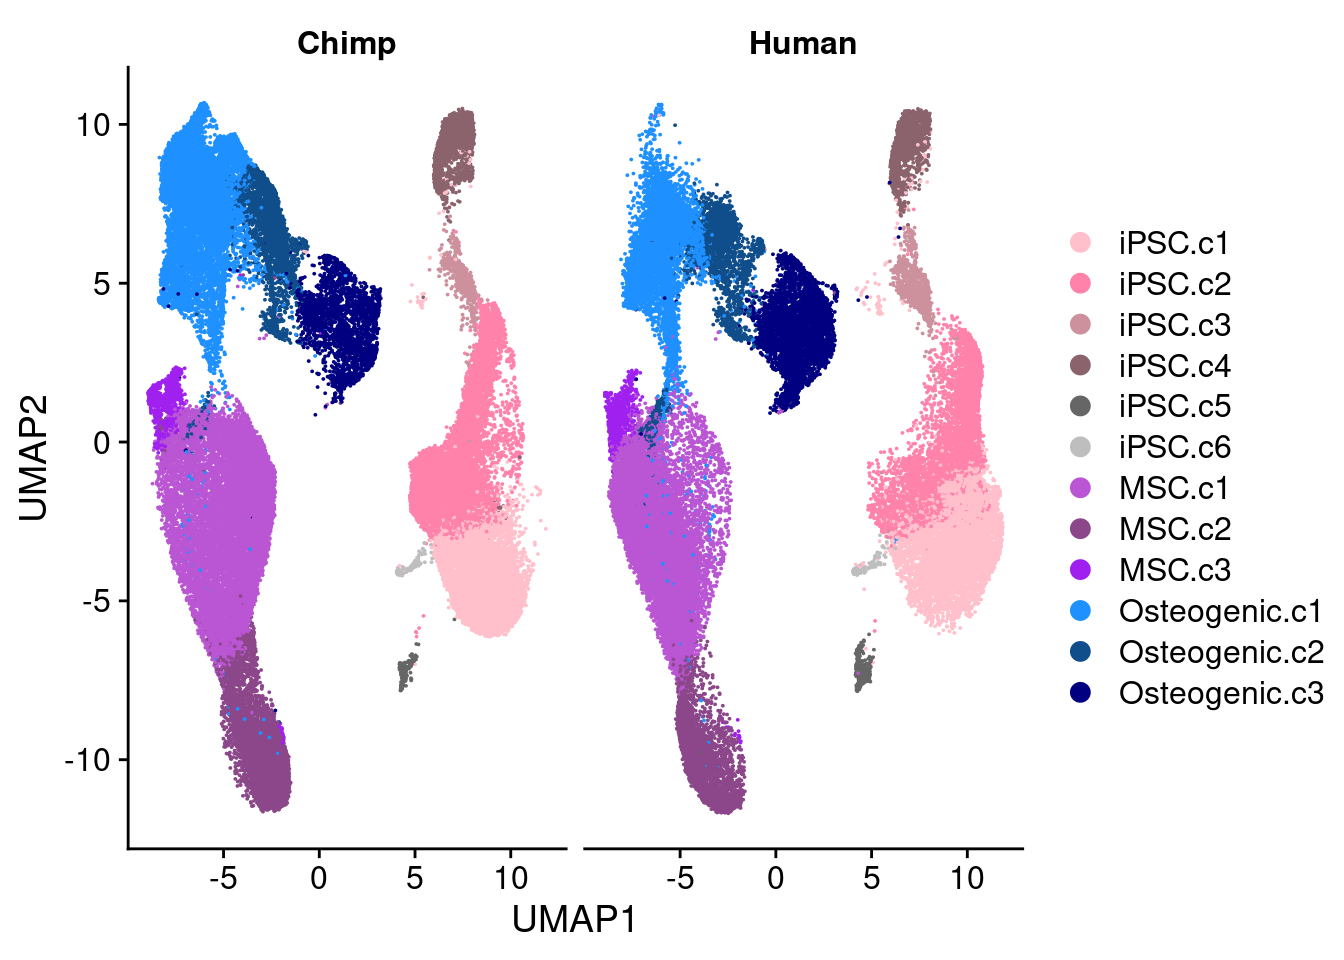 Chimp
Human
10
5
0
-5
-10
-5 0 5 10
-5 0 5 10
UMAP1
UMAP2
iPSC.c1
iPSC.c2
iPSC.c3
iPSC.c4
iPSC.c5
iPSC.c6
MSC.c1
MSC.c2
MSC.c3
Osteogenic.c1
Osteogenic.c2
Osteogenic.c3